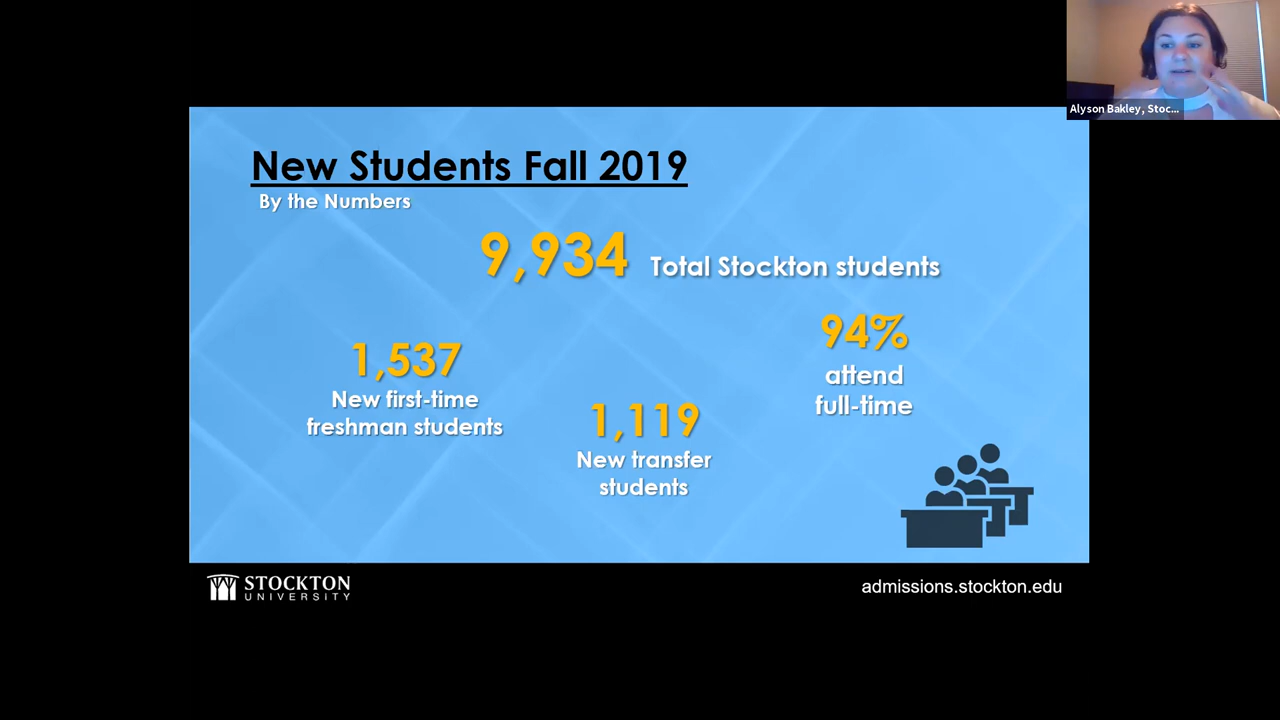 Alyson Bakley, Stoc...
New Students Fall 2019
By the Numbers
9,934 Total Stockton students
94%
attend
full-time
1,537
New first-time
freshman students
1,119
New transfer
students
STOCKTON
UNIVERSITY
admissions.stockton.edu